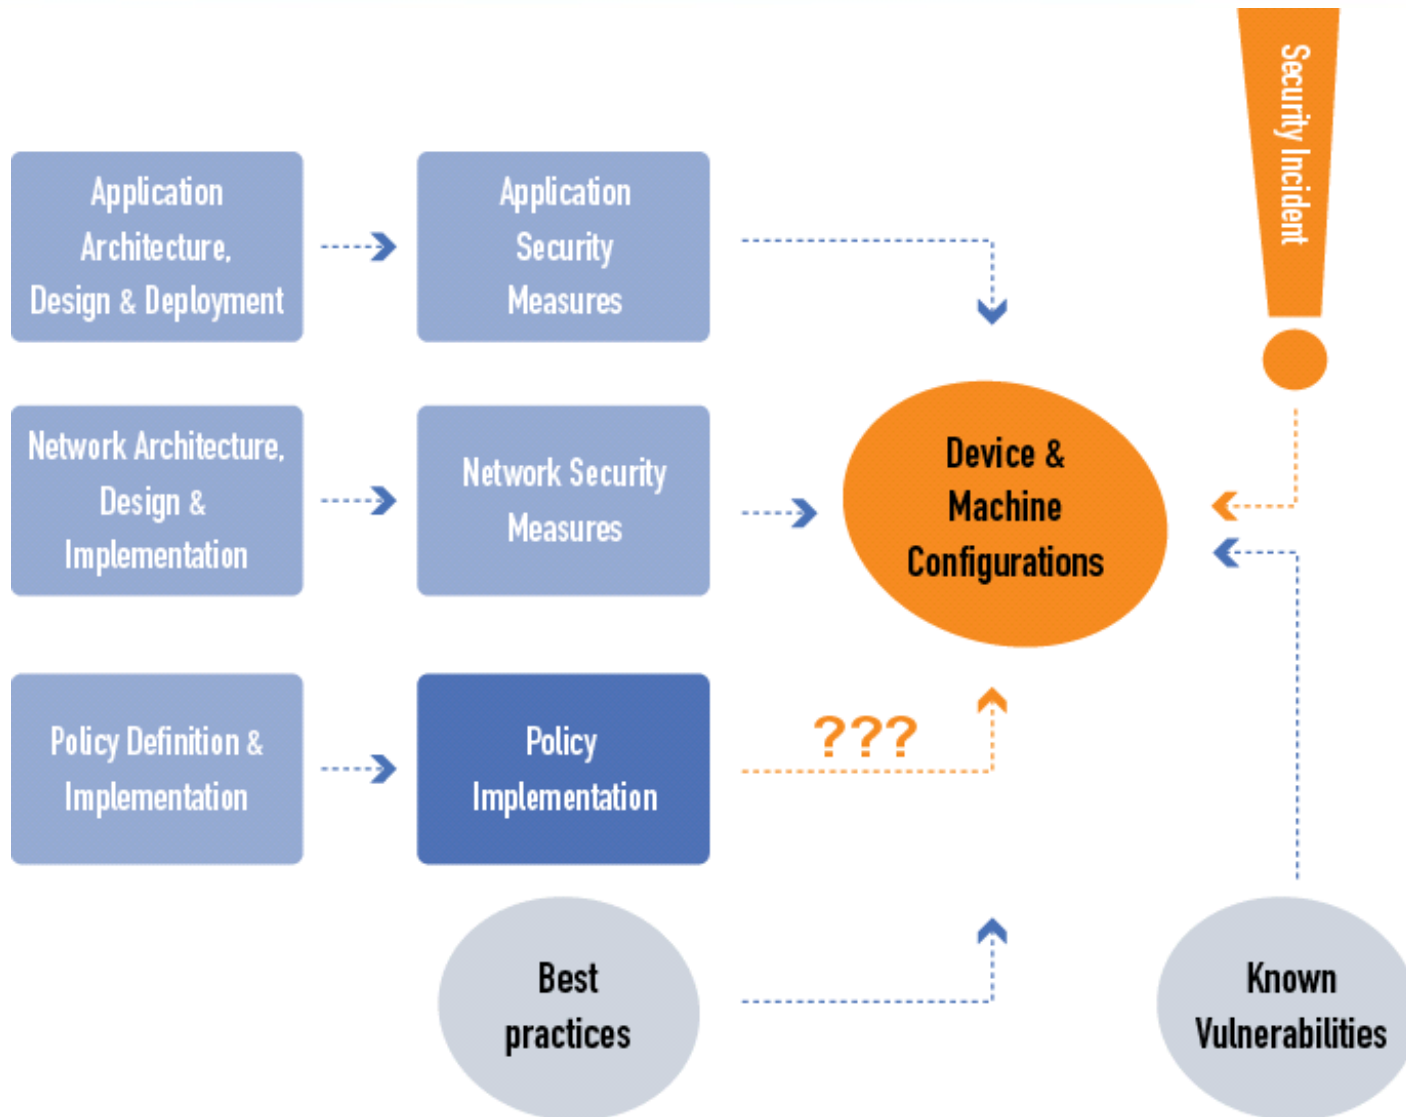 Security Incident
Application
Architecture,
Design & Deployment
Application
Security
Measures
Network Architecture,
Design &
Implementation
Network Security
Measures
Device &
Machine
Configurations
Policy Definition &
Implementation
Policy
Implementation
???
Best
practices
Known
Vulnerabilities